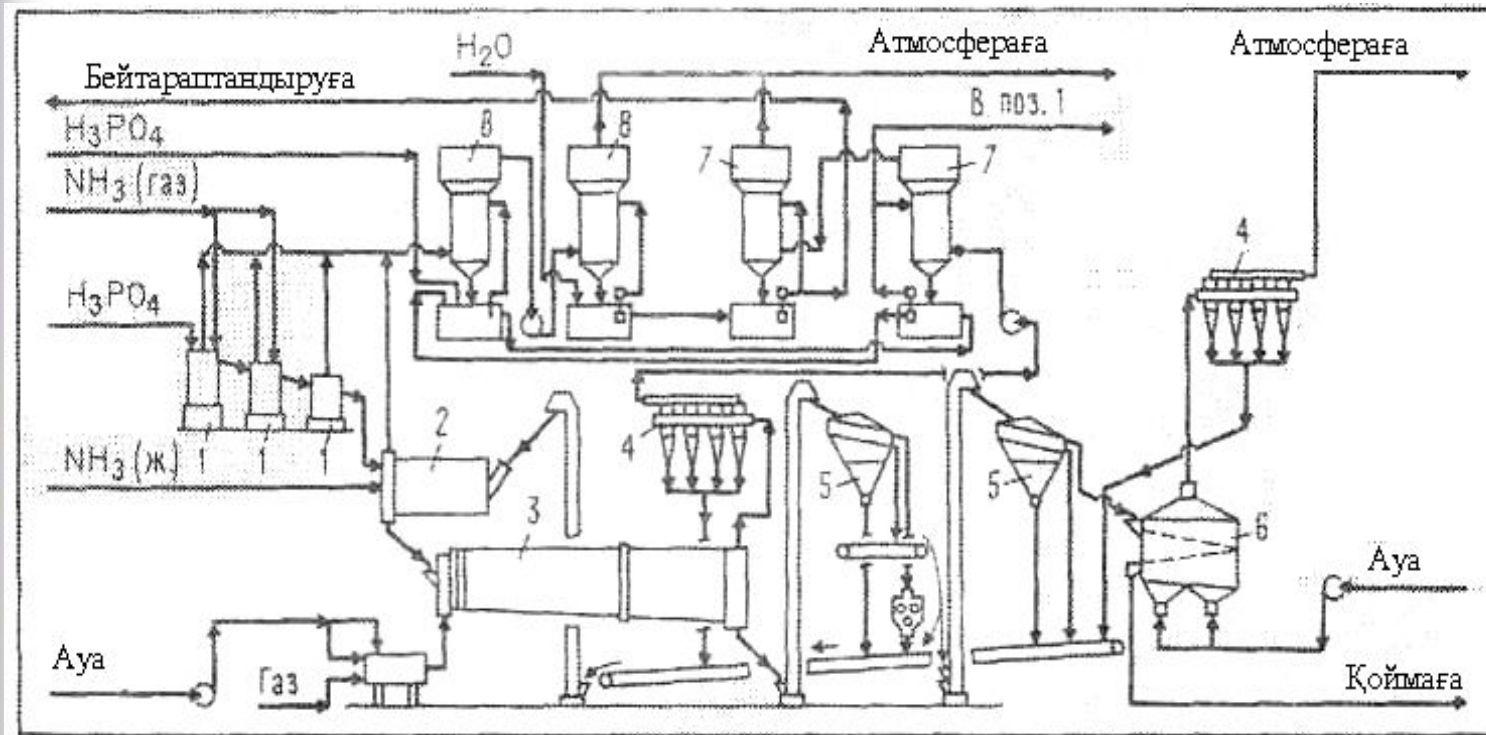 H₂O
Атмосфераға
Атмосфераға
Бейтараптандыруға
В поз. 1
H₃PO₄
8
8
7
7
NH₃ (газ)
4
H₃PO₄
NH₃ (ж.)
1
1
1
2
4
5
5
3
6
Ауа
Ауа
Газ
Қоймаға